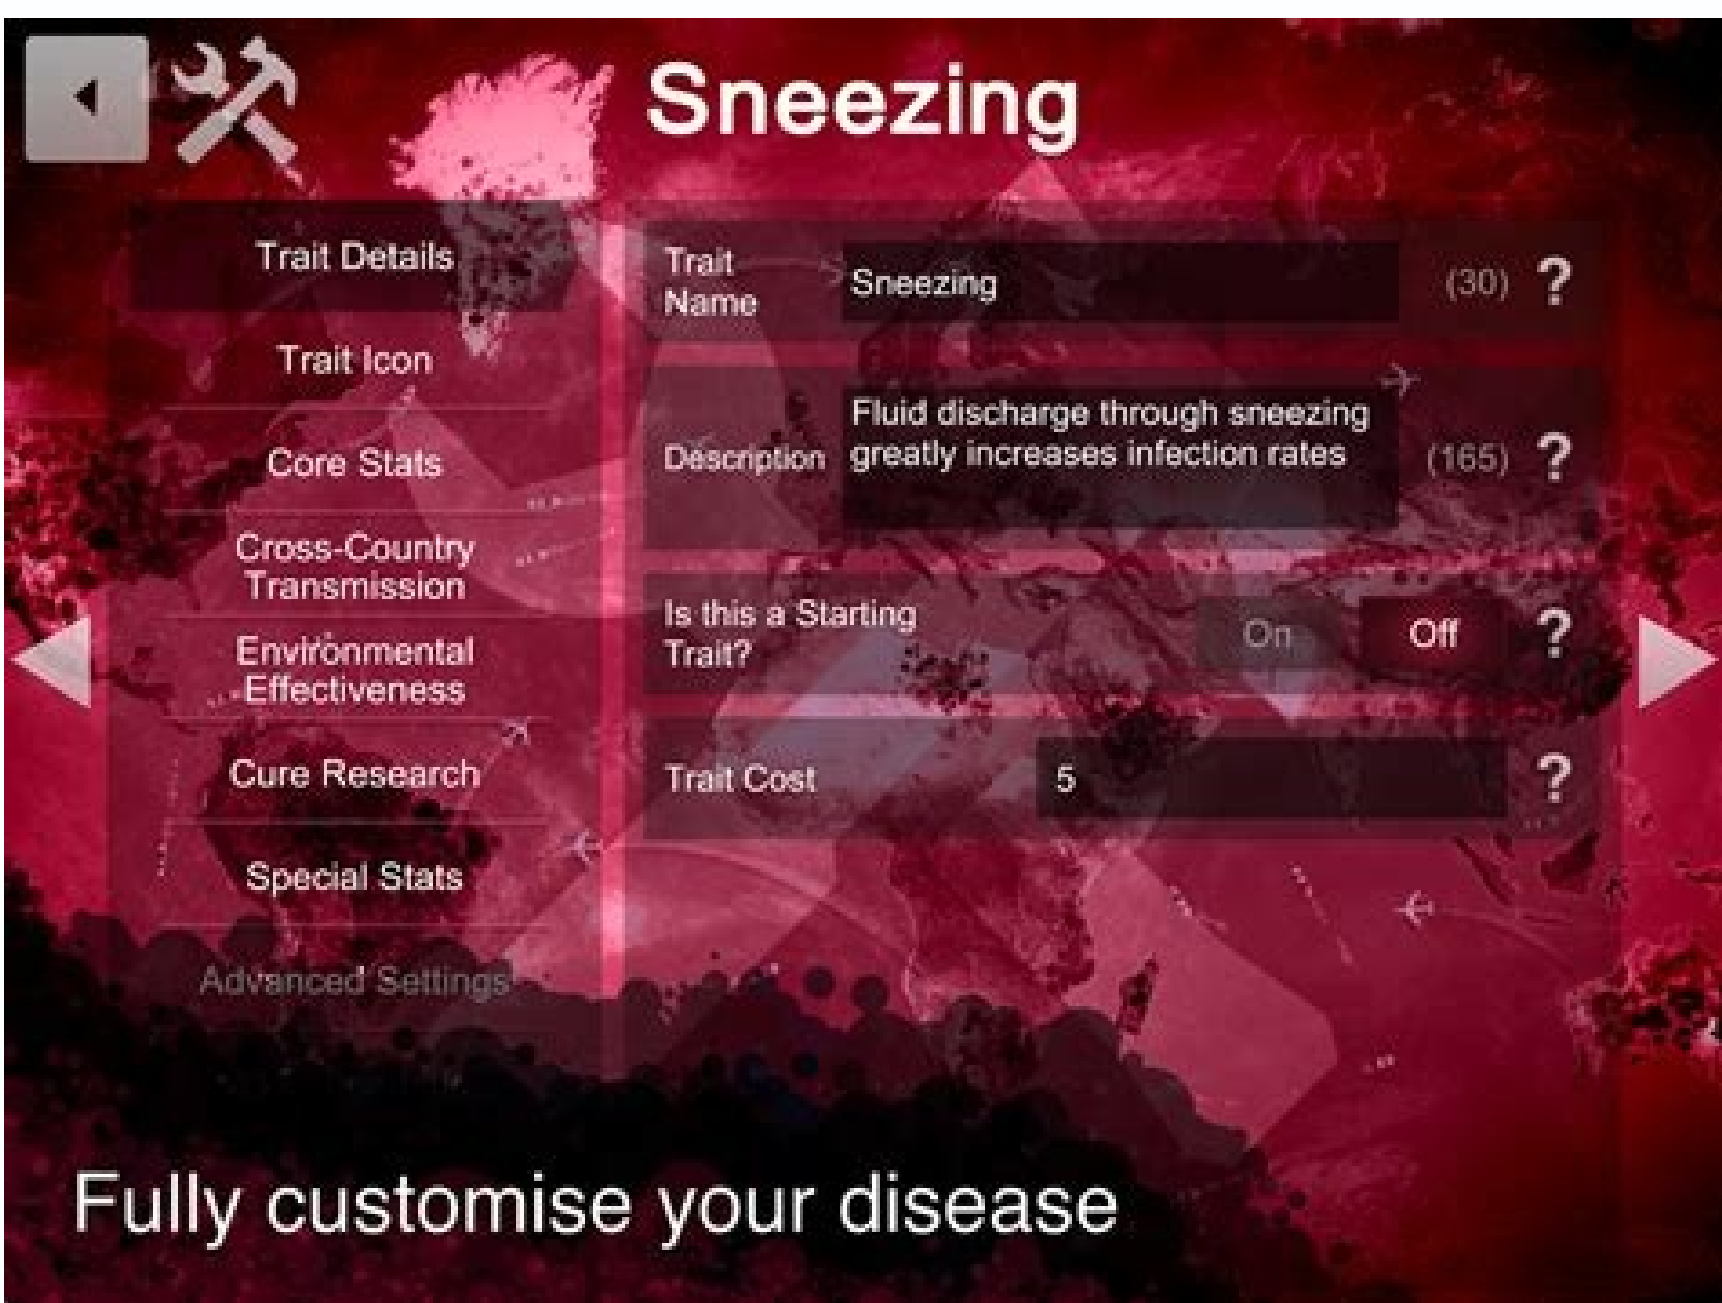 Sneezing
Trait Details
Trait Icon
Core Stats
Cross-Country
Transmission
Environmental
Effectiveness
Cure Research
Special Stats
Advanced Settings
Trait
Name
Sneezing
(30) ?
Description
Fluid discharge through sneezing
greatly increases infection rates
(165) ?
Is this a Starting
Trait?
On Off ?
Trait Cost 5 ?
Fully customise your disease